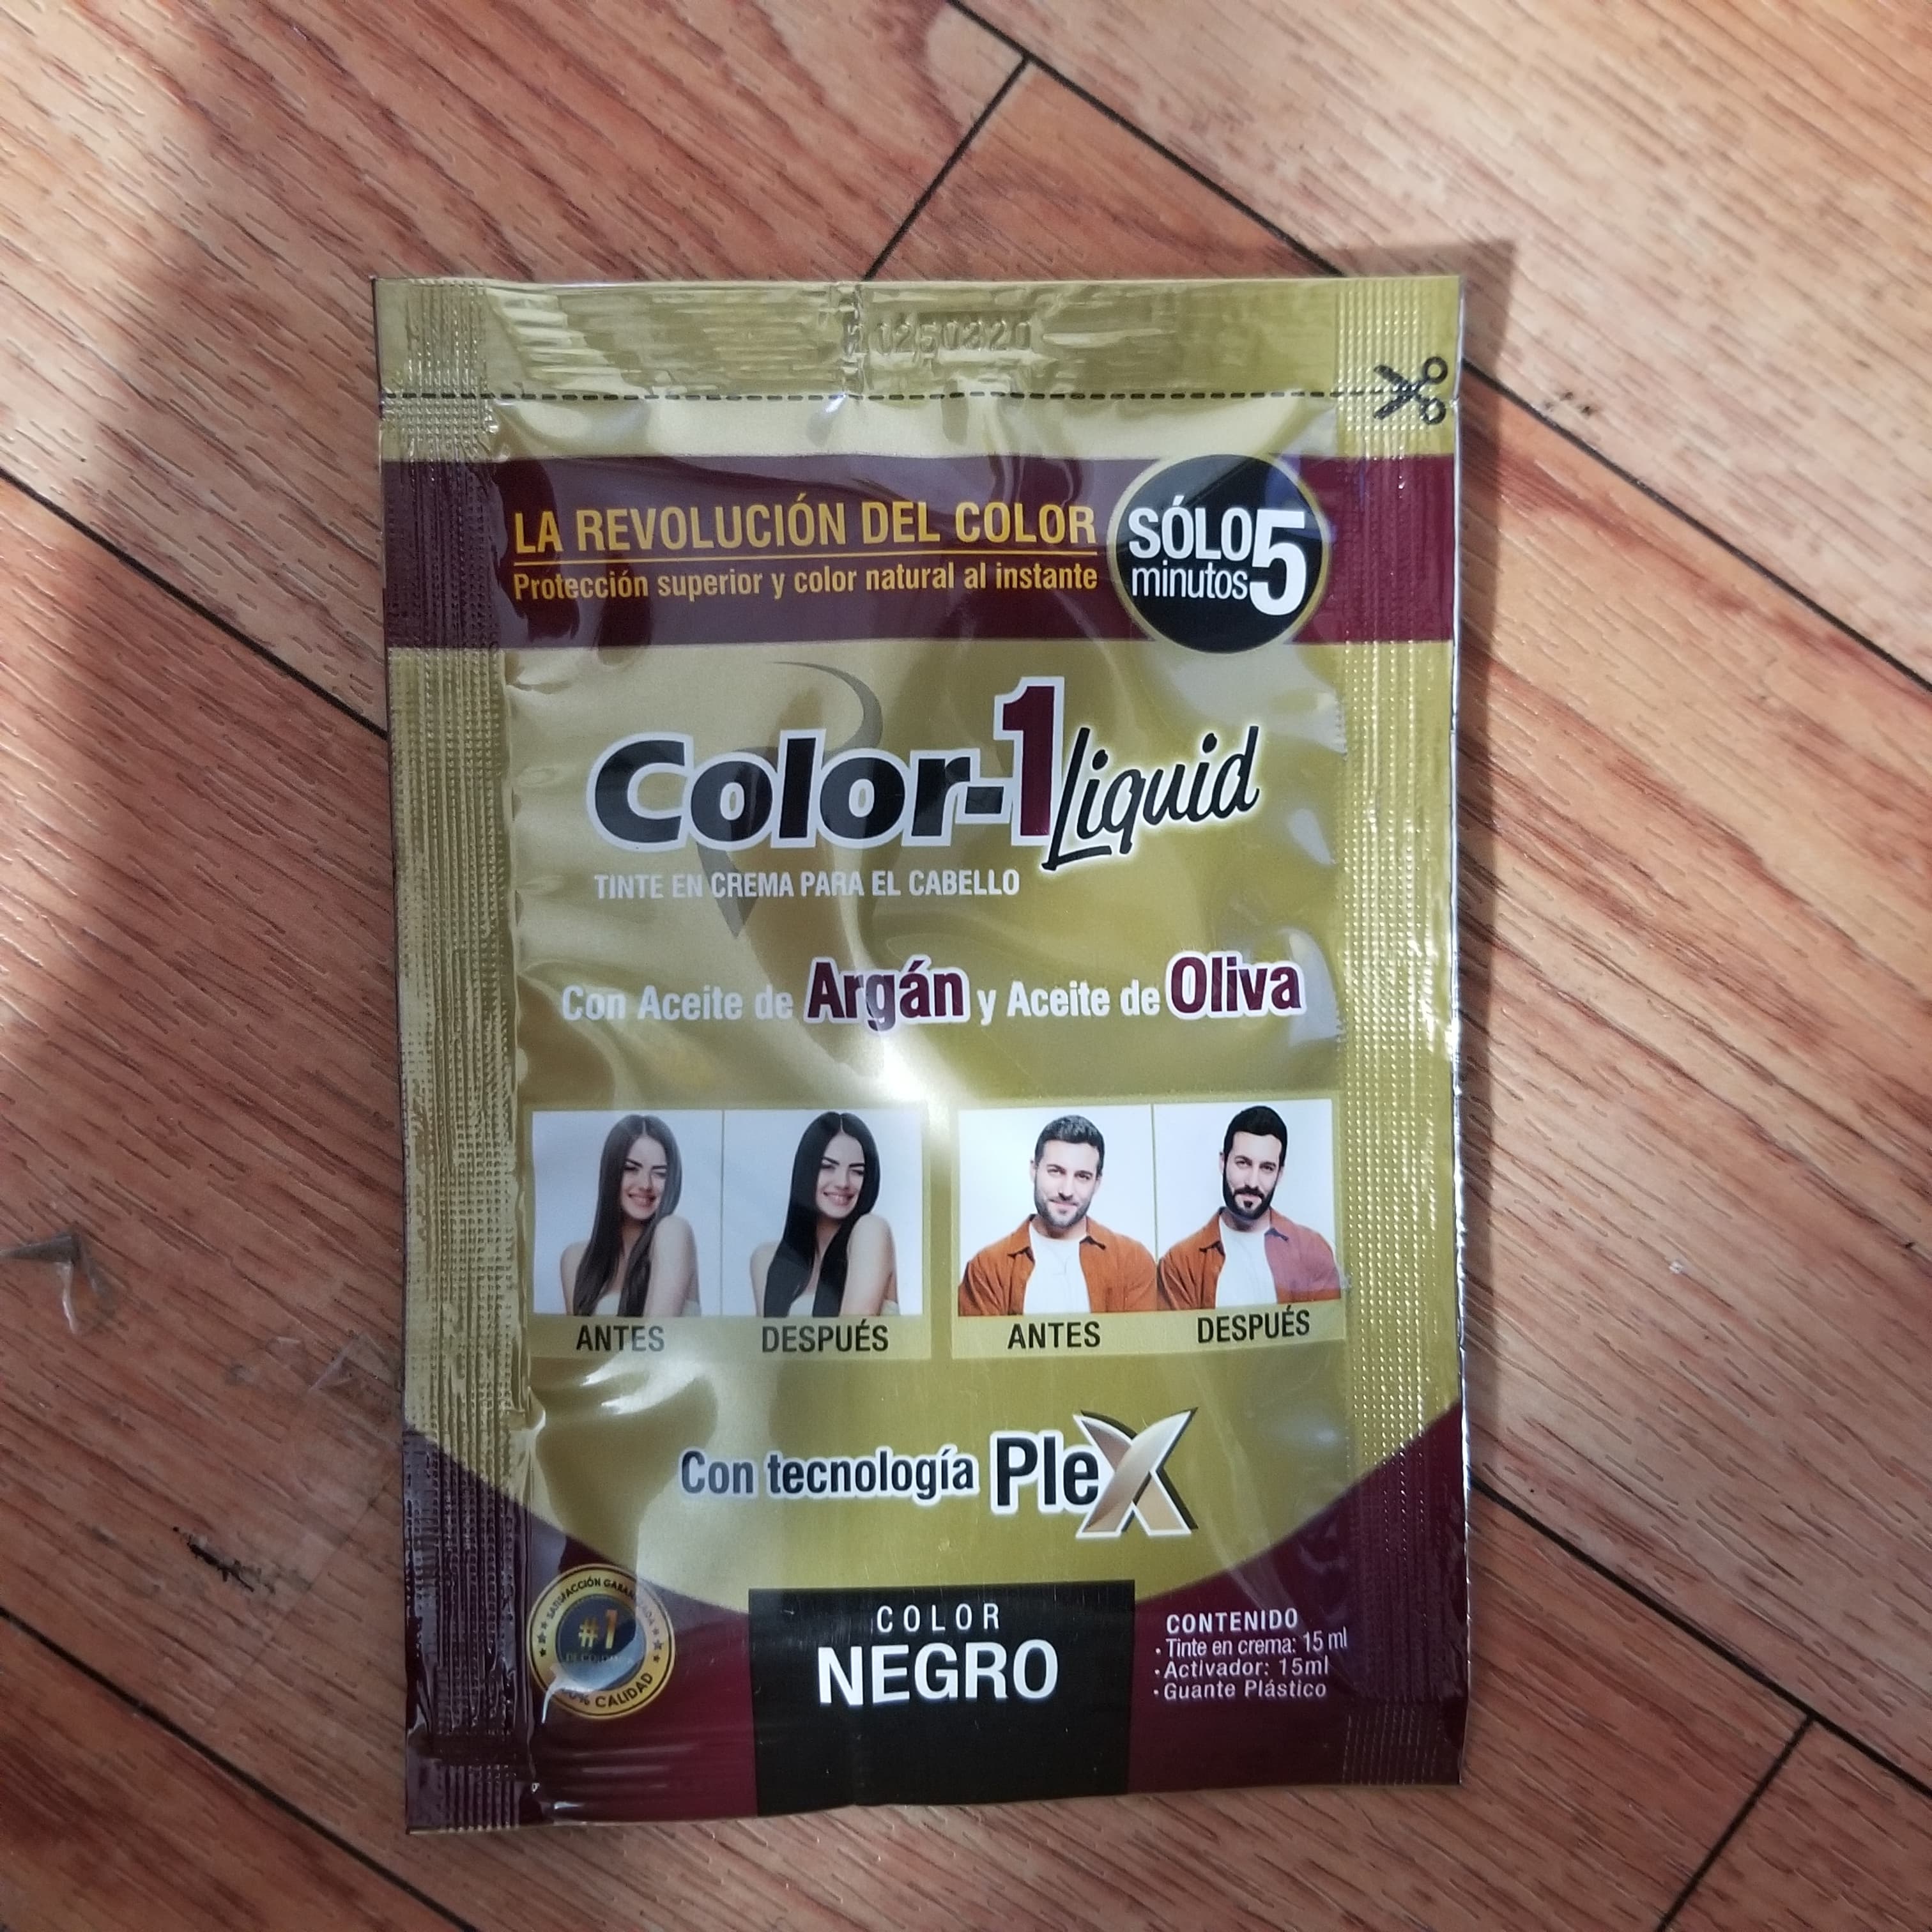 LA REVOLUCIÓN DEL COLOR
Protección superior y color natural al instante
SÓLO 5
minutos
Color-1 Liquid
TINTE EN CREMA PARA EL CABELLO
Con Aceite de Argán y Aceite de Oliva
ANTES DESPUÉS ANTES DESPUÉS
Con tecnología PleX
#1
CALIDAD
COLOR
NEGRO
CONTENIDO
• Tinte en crema: 15 ml
• Activador: 15ml
• Guante Plástico